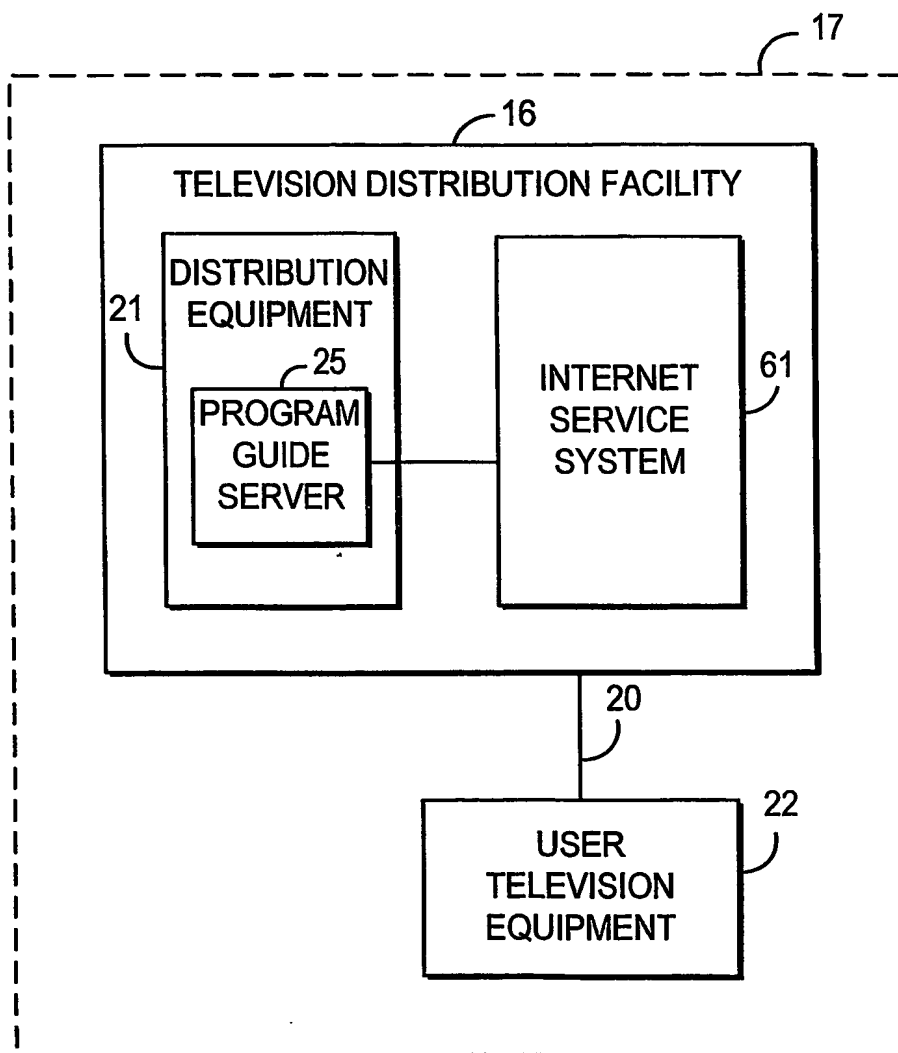 17
16
TELEVISION DISTRIBUTION FACILITY
DISTRIBUTION
EQUIPMENT
21
25
PROGRAM
GUIDE
SERVER
INTERNET
SERVICE
SYSTEM
61
20
22
USER
TELEVISION
EQUIPMENT